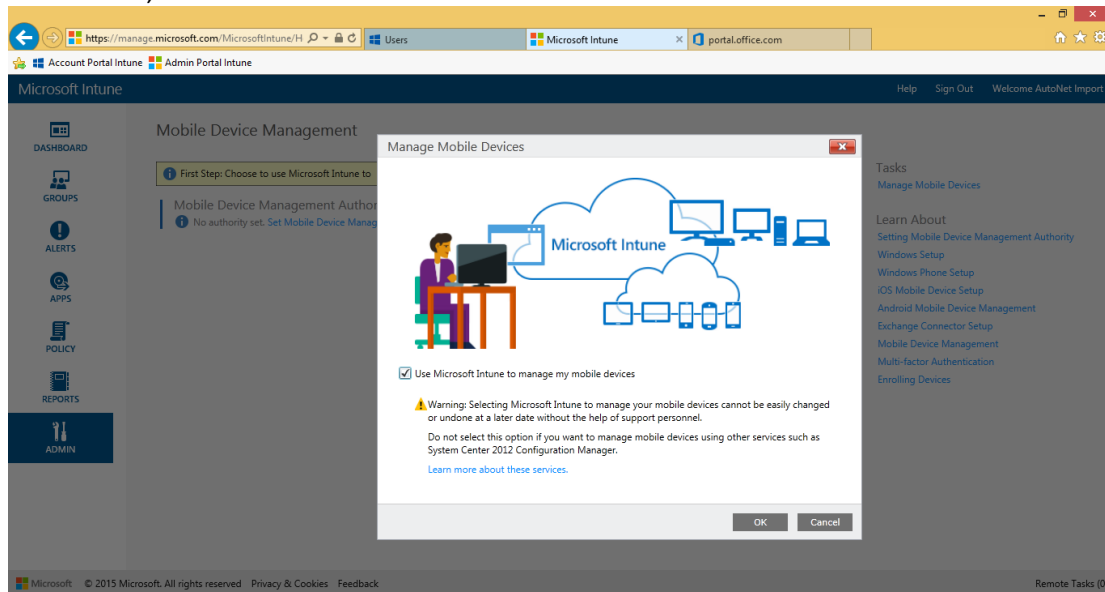 https://manage.microsoft.com/MicrosoftIntune/H
Users
Microsoft Intune
portal.office.com
Account Portal Intune
Admin Portal Intune
Microsoft Intune
Help
Sign Out
Welcome AutoNet Import
DASHBOARD
GROUPS
ALERTS
APPS
POLICY
REPORTS
ADMIN
Mobile Device Management
First Step: Choose to use Microsoft Intune to
Mobile Device Management Author
No authority set. Set Mobile Device Manag
Manage Mobile Devices
Microsoft Intune
Use Microsoft Intune to manage my mobile devices
Warning: Selecting Microsoft Intune to manage your mobile devices cannot be easily changed
or undone at a later date without the help of support personnel.
Do not select this option if you want to manage mobile devices using other services such as
System Center 2012 Configuration Manager.
Learn more about these services.
OK
Cancel
Tasks
Manage Mobile Devices
Learn About
Setting Mobile Device Management Authority
Windows Setup
Windows Phone Setup
iOS Mobile Device Setup
Android Mobile Device Management
Exchange Connector Setup
Mobile Device Management
Multi-factor Authentication
Enrolling Devices
Microsoft
© 2015 Microsoft. All rights reserved
Privacy & Cookies
Feedback
Remote Tasks (0